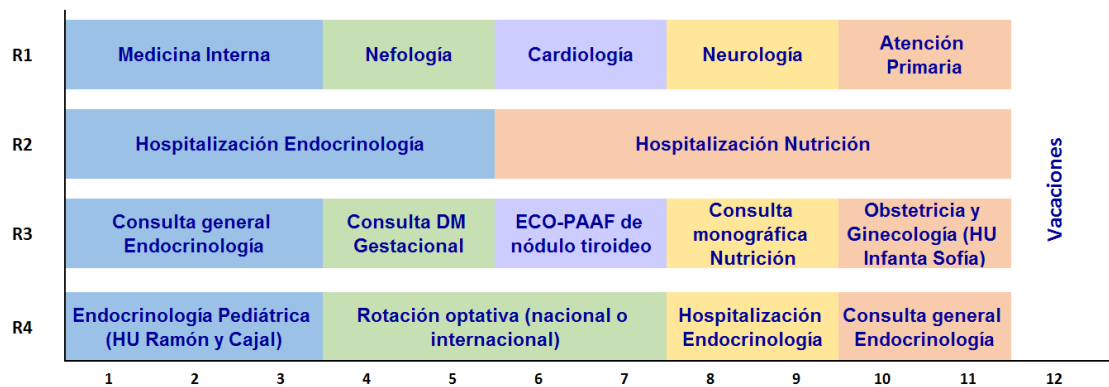 R1
Medicina Interna
Nefología
Cardiología
Neurología
Atención
Primaria
R2
Hospitalización Endocrinología
Hospitalización Nutrición
R3
Consulta general
Endocrinología
Consulta DM
Gestacional
ECO-PAAF de
nódulo tiroideo
Consulta
monográfica
Nutrición
Obstetricia y
Ginecología (HU
Infanta Sofía)
R4
Endocrinología Pediátrica
(HU Ramón y Cajal)
Rotación optativa (nacional o
internacional)
Hospitalización
Endocrinología
Consulta general
Endocrinología
Vacaciones
1 2 3 4 5 6 7 8 9 10 11 12